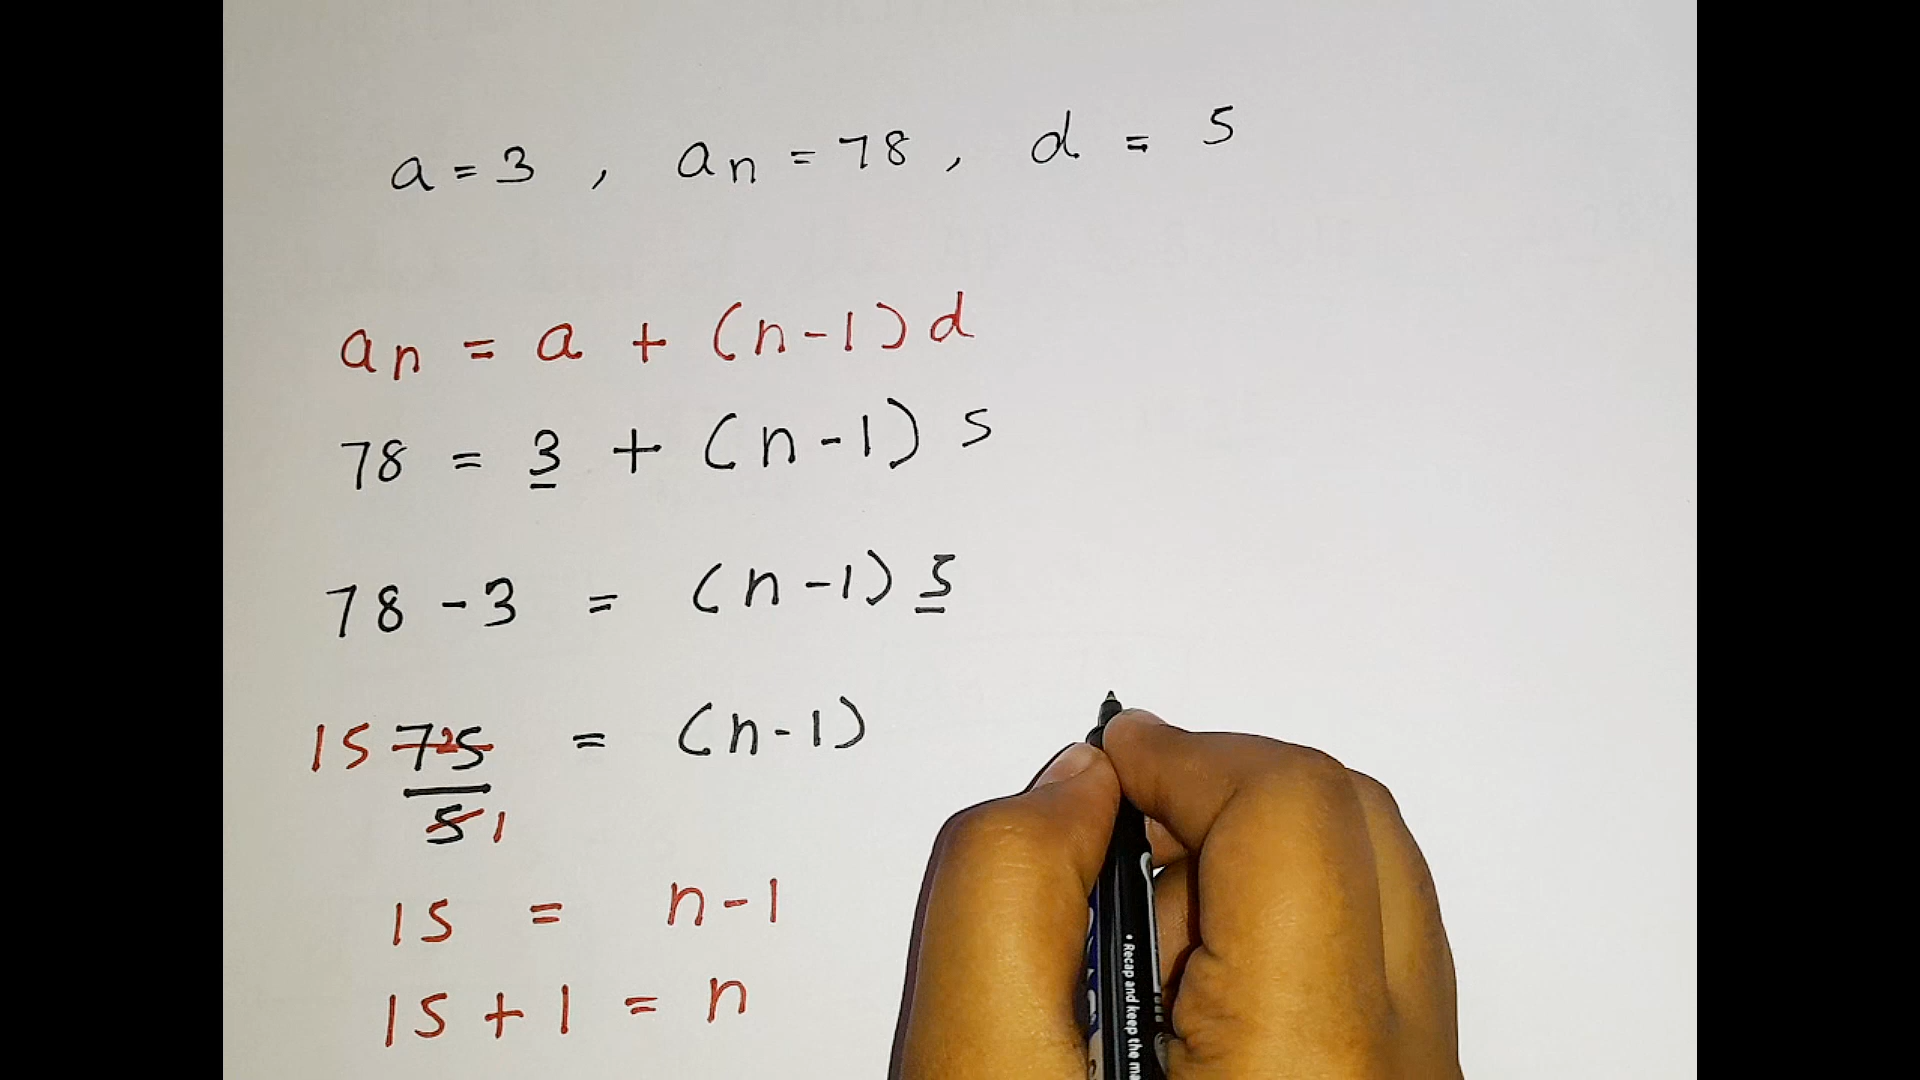 a = 3 , an = 78 , d = 5
an = a + (n-1) d
78 = 3 + (n-1) 5
78 - 3 = (n-1) 5
15 75 = (n-1)
5 1
15 = n-1
15 + 1 = n
• Recap and keep the ma